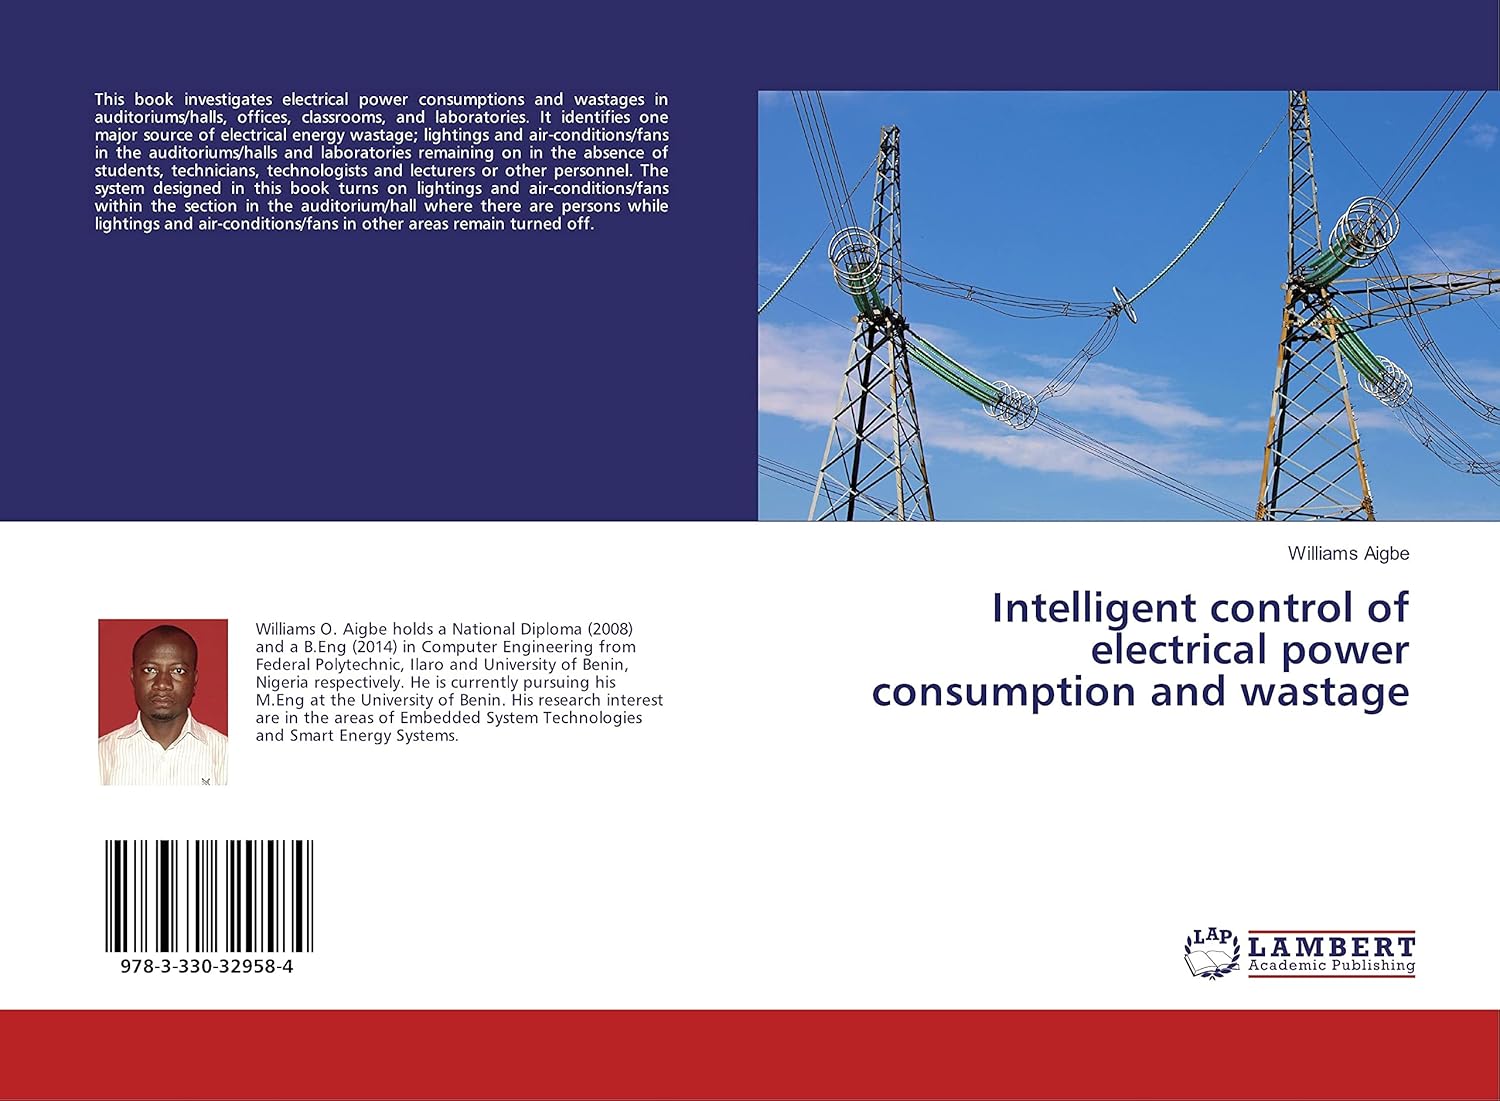 This book investigates electrical power consumptions and wastages in
auditoriums/halls, offices, classrooms, and laboratories. It identifies one
major source of electrical energy wastage; lightings and air-conditions/fans
in the auditoriums/halls and laboratories remaining on in the absence of
students, technicians, technologists and lecturers or other personnel. The
system designed in this book turns on lightings and air-conditions/fans
within the section in the auditorium/hall where there are persons while
lightings and air-conditions/fans in other areas remain turned off.
Williams O. Aigbe holds a National Diploma (2008)
and a B.Eng (2014) in Computer Engineering from
Federal Polytechnic, Ilaro and University of Benin,
Nigeria respectively. He is currently pursuing his
M.Eng at the University of Benin. His research interest
are in the areas of Embedded System Technologies
and Smart Energy Systems.
978-3-330-32958-4
Williams Aigbe
Intelligent control of
electrical power
consumption and wastage
LAP
LAMBERT
Academic Publishing